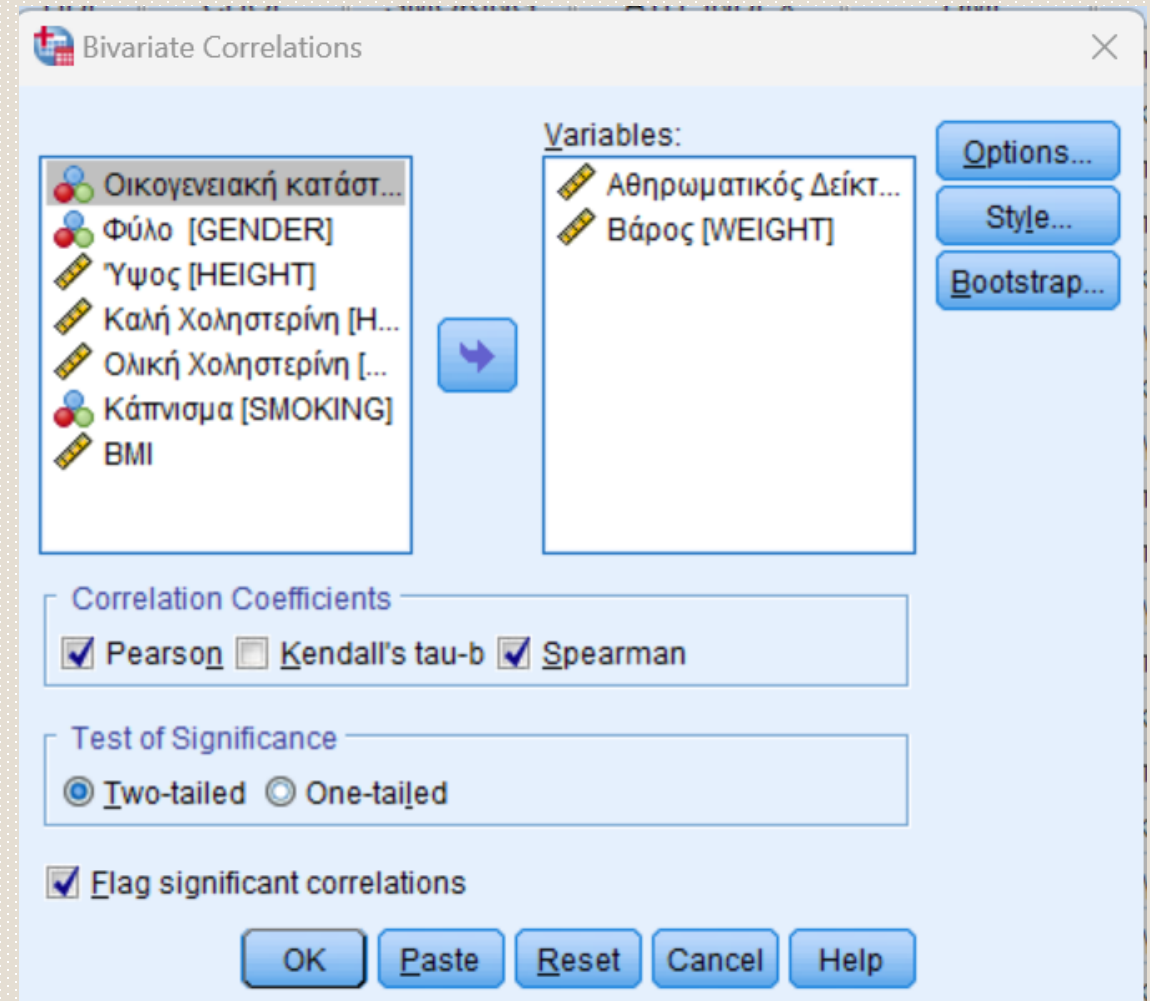 Bivariate Correlations
Variables:
Οικογενειακή κατάστ...
Φύλο [GENDER]
Ύψος [HEIGHT]
Καλή Χοληστερίνη [H...
Ολική Χοληστερίνη [...
Κάπνισμα [SMOKING]
BMI
Αθηρωματικός Δείκτ...
Βάρος [WEIGHT]
Options...
Style...
Bootstrap...
Correlation Coefficients
Pearson Kendall's tau-b Spearman
Test of Significance
Two-tailed One-tailed
Flag significant correlations
OK Paste Reset Cancel Help